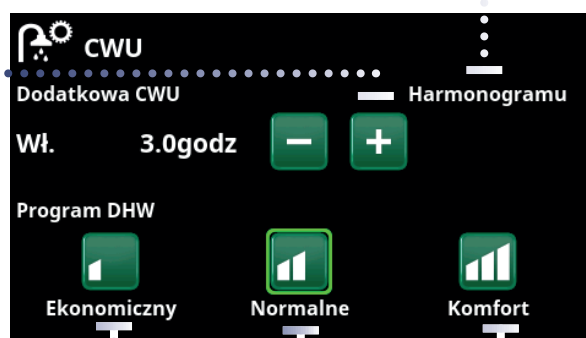 CWU
Dodatkowa CWU
Harmonogramu
Wł. 3.0godz − +
Program DHW
Ekonomiczny Normalne Komfort